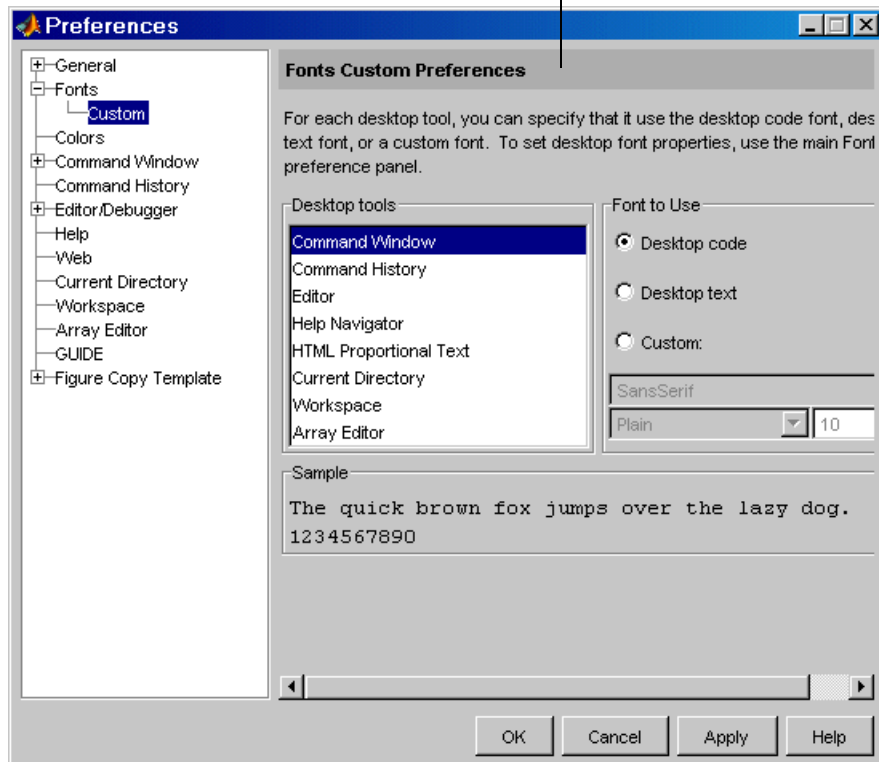 Preferences
General
Fonts
Custom
Colors
Command Window
Command History
Editor/Debugger
Help
Web
Current Directory
Workspace
Array Editor
GUIDE
Figure Copy Template
Fonts Custom Preferences
For each desktop tool, you can specify that it use the desktop code font, des
text font, or a custom font. To set desktop font properties, use the main Font
preference panel.
Desktop tools
Command Window
Command History
Editor
Help Navigator
HTML Proportional Text
Current Directory
Workspace
Array Editor
Font to Use
Desktop code
Desktop text
Custom:
SansSerif
Plain 10
Sample
The quick brown fox jumps over the lazy dog.
1234567890
OK Cancel Apply Help